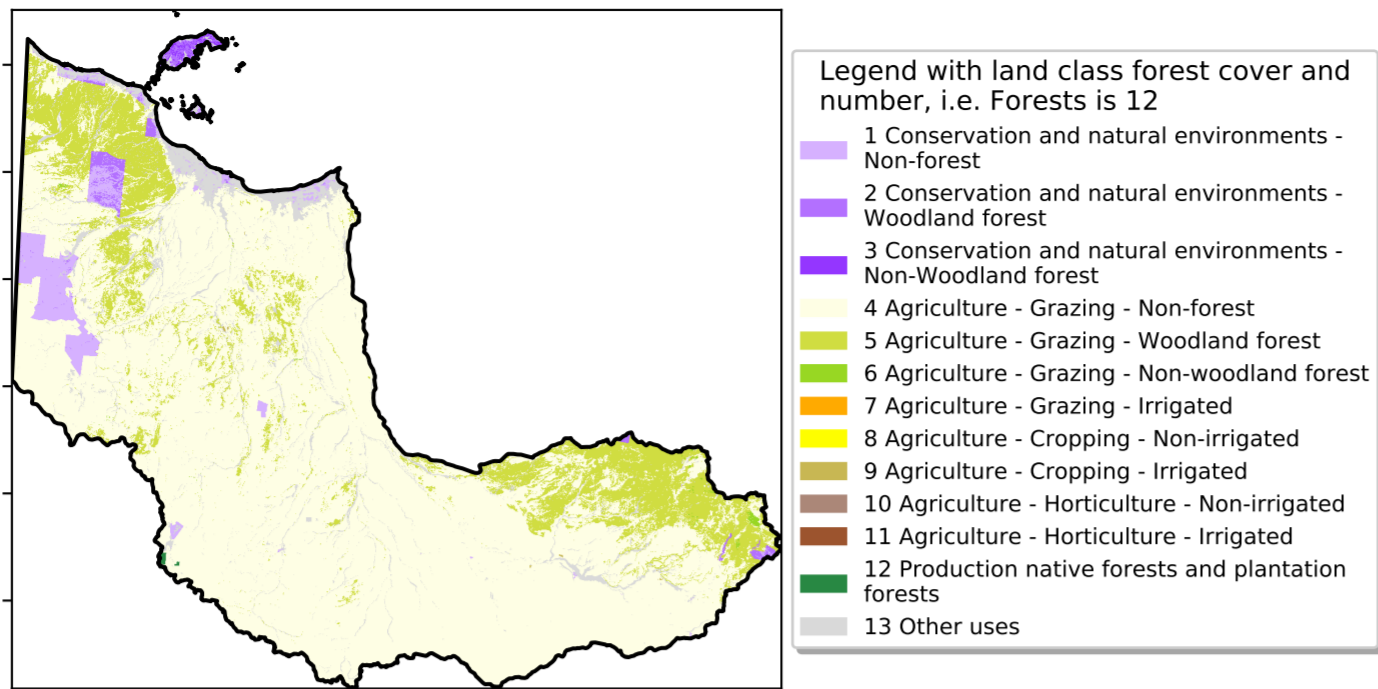 Legend with land class forest cover and
number, i.e. Forests is 12
1 Conservation and natural environments -
Non-forest
2 Conservation and natural environments -
Woodland forest
3 Conservation and natural environments -
Non-Woodland forest
4 Agriculture - Grazing - Non-forest
5 Agriculture - Grazing - Woodland forest
6 Agriculture - Grazing - Non-woodland forest
7 Agriculture - Grazing - Irrigated
8 Agriculture - Cropping - Non-irrigated
9 Agriculture - Cropping - Irrigated
10 Agriculture - Horticulture - Non-irrigated
11 Agriculture - Horticulture - Irrigated
12 Production native forests and plantation
forests
13 Other uses